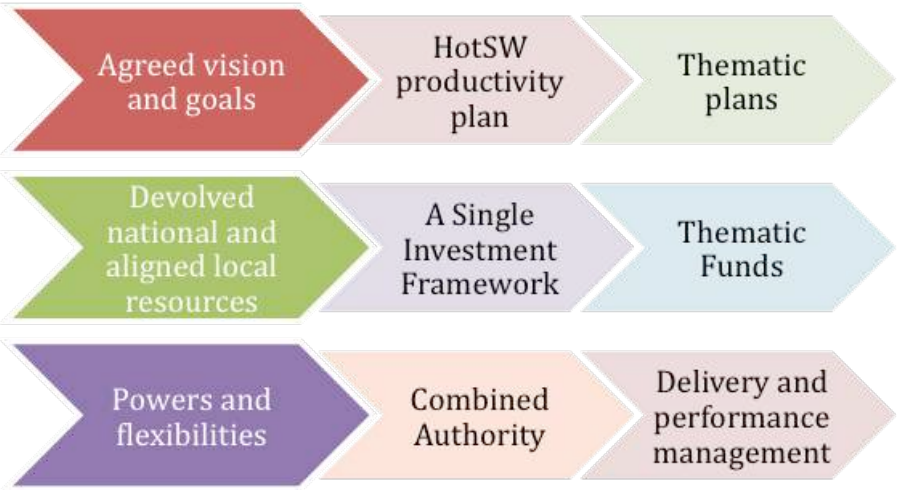 Agreed vision
and goals
HotSW
productivity
plan
Thematic
plans
Devolved
national and
aligned local
resources
A Single
Investment
Framework
Thematic
Funds
Powers and
flexibilities
Combined
Authority
Delivery and
performance
management